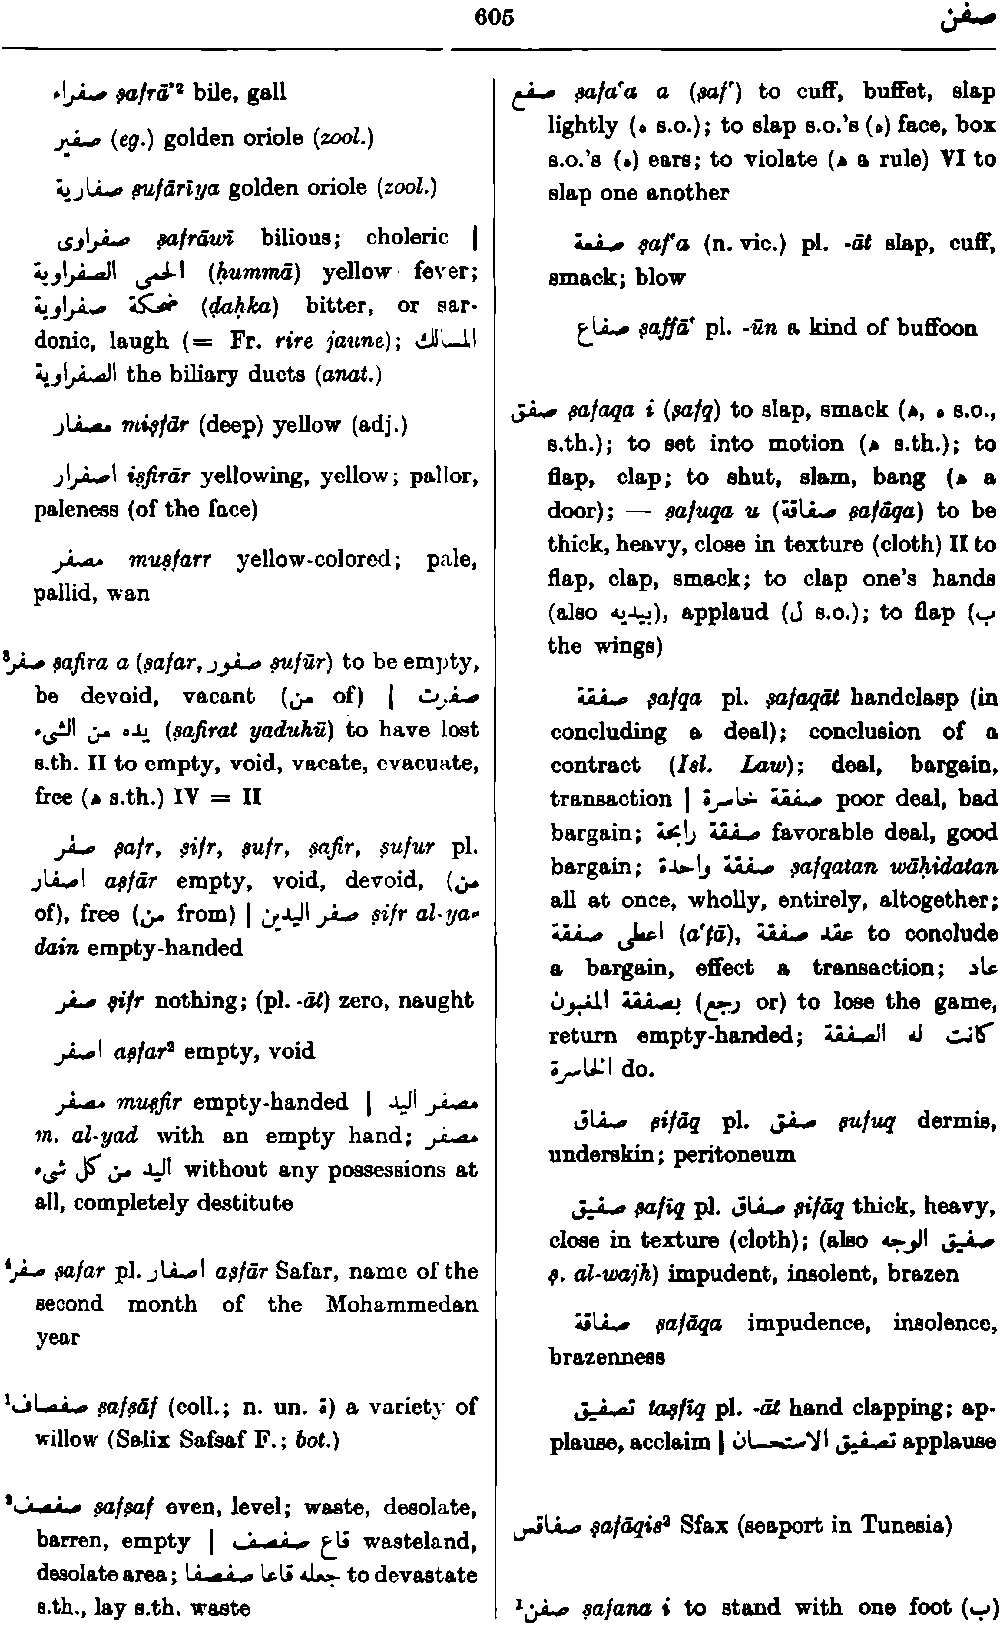 605
صفن
صفراء ṣafrā’² bile, gall
صفير (eg.) golden oriole (zool.)
صفارية ṣufārīya golden oriole (zool.)
صفراوى ṣafrāwī bilious; choleric |
الحمى الصفراوية (ḥummā) yellow fever;
ضحكة صفراوية (ḍaḥka) bitter, or sar-
donic, laugh (= Fr. rire jaune); المسالك
الصفراوية the biliary ducts (anat.)
مصفار miṣfār (deep) yellow (adj.)
اصفرار iṣfirār yellowing, yellow; pallor,
paleness (of the face)
مصفر muṣfarr yellow-colored; pale,
pallid, wan
صفر³ ṣafira a (ṣafar, صفور ṣufūr) to be empty,
be devoid, vacant (من of) | صفرت
يده من الشىء (ṣafirat yaduhū) to have lost
s.th. II to empty, void, vacate, evacuate,
free (ه s.th.) IV = II
صفر ṣafr, ṣifr, ṣufr, ṣafir, ṣufur pl.
اصفار aṣfār empty, void, devoid, (من
of), free (من from) | صفر اليدين ṣifr al-ya-
dain empty-handed
صفر ṣifr nothing; (pl. -āt) zero, naught
اصفر aṣfar² empty, void
مصفر muṣfir empty-handed | مصفر اليد
m. al-yad with an empty hand; مصفر
اليد من كل شىء without any possessions at
all, completely destitute
صفر⁴ ṣafar pl. اصفار aṣfār Safar, name of the
second month of the Mohammedan
year
صفصاف¹ ṣafṣāf (coll.; n. un. ة) a variety of
willow (Salix Safsaf F.; bot.)
صفصف² ṣafṣaf even, level; waste, desolate,
barren, empty | قاع صفصف wasteland,
desolate area; جعله قاعا صفصفا to devastate
s.th., lay s.th. waste
صفع ṣafa‘a a (ṣaf‘) to cuff, buffet, slap
lightly (ه s.o.); to slap s.o.’s (ه) face, box
s.o.’s (ه) ears; to violate (ه a rule) VI to
slap one another
صفعة ṣaf‘a (n. vic.) pl. -āt slap, cuff,
smack; blow
صفاع ṣaffā‘ pl. -ūn a kind of buffoon
صفق ṣafaqa i (ṣafq) to slap, smack (ه, ه s.o.,
s.th.); to set into motion (ه s.th.); to
flap, clap; to shut, slam, bang (ه a
door); — ṣafuqa u (صفاقة ṣafāqa) to be
thick, heavy, close in texture (cloth) II to
flap, clap, smack; to clap one’s hands
(also بيديه), applaud (ل s.o.); to flap (ب
the wings)
صفقة ṣafqa pl. ṣafaqāt handclasp (in
concluding a deal); conclusion of a
contract (Isl. Law); deal, bargain,
transaction | صفقة خاسرة poor deal, bad
bargain; صفقة رابحة favorable deal, good
bargain; صفقة واحدة ṣafqatan wāḥidatan
all at once, wholly, entirely, altogether;
اعطى صفقة (a‘ṭā), عقد صفقة to conclude
a bargain, effect a transaction; عاد
بصفقة المغبون (رجع or) to lose the game,
return empty-handed; كانت له الصفقة
الخاسرة do.
صفاق ṣifāq pl. صفق ṣufuq dermis,
underskin; peritoneum
صفيق ṣafīq pl. صفاق ṣifāq thick, heavy,
close in texture (cloth); (also صفيق الوجه
ṣ. al-wajh) impudent, insolent, brazen
صفاقة ṣafāqa impudence, insolence,
brazenness
تصفيق taṣfīq pl. -āt hand clapping; ap-
plause, acclaim | تصفيق الاستحسان applause
صفاقس ṣafāqis² Sfax (seaport in Tunesia)
صفن¹ ṣafana i to stand with one foot (ب)